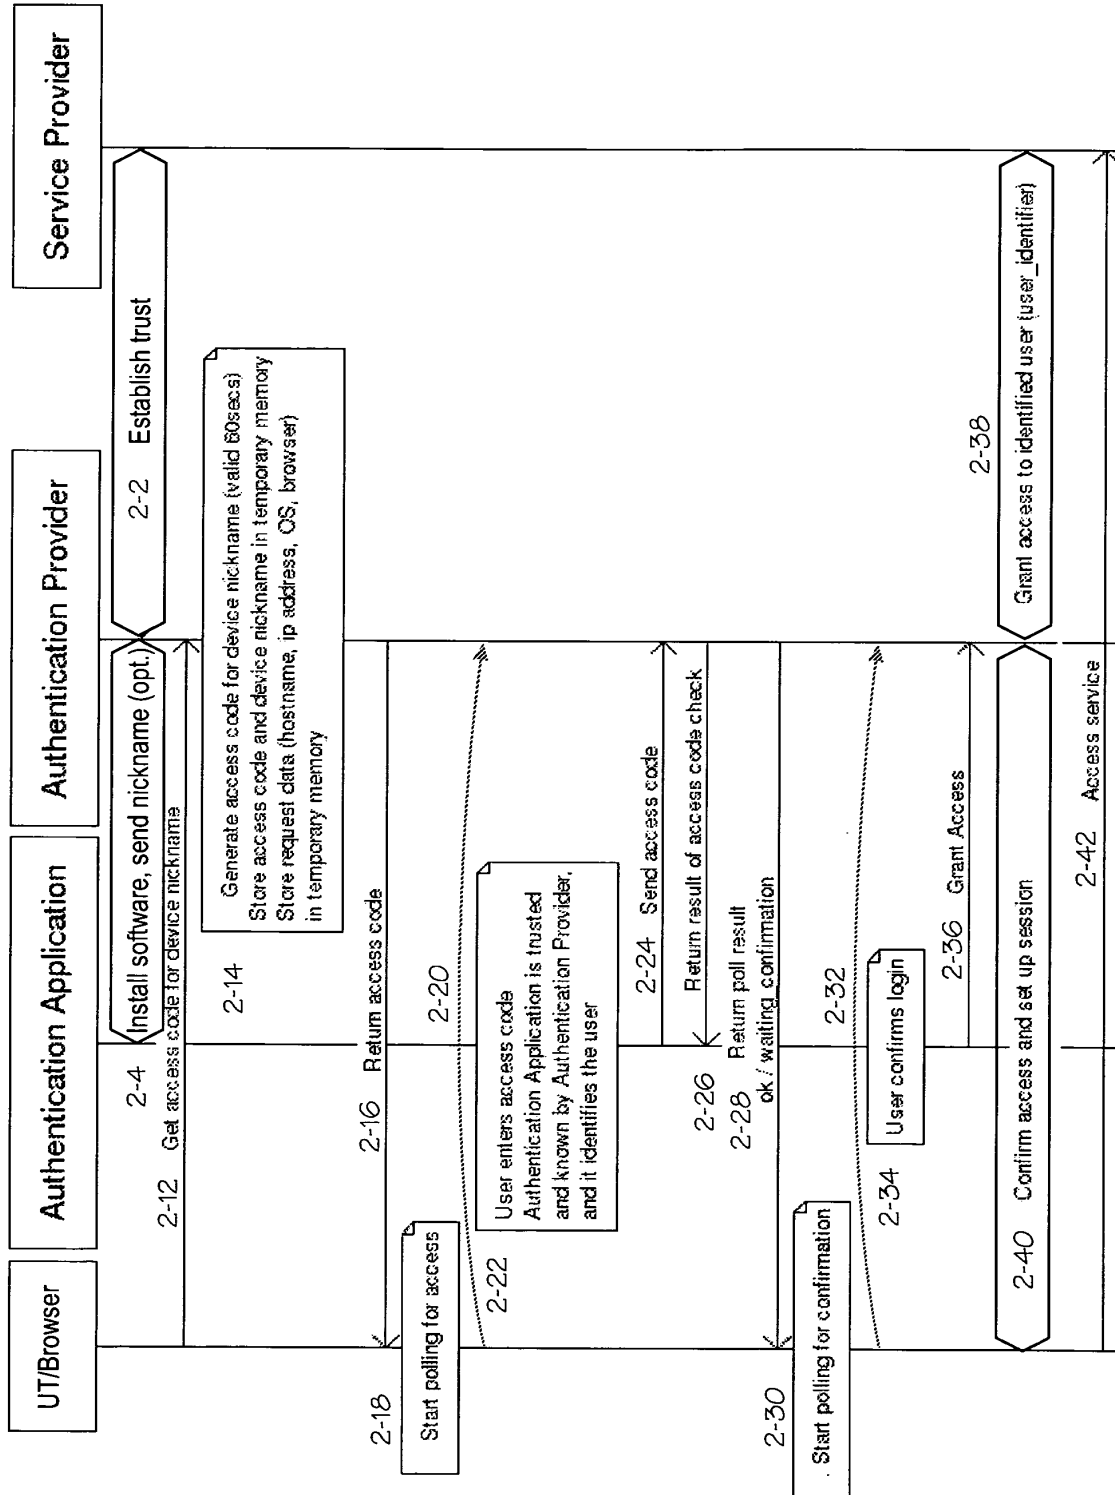 UT/Browser
Authentication Application
Authentication Provider
Service Provider
2-2 Establish trust
2-4
Install software, send nickname (opt.)
2-12 Get access code for device nickname
2-14
Generate access code for device nickname (valid 60secs)
Store access code and device nickname in temporary memory
Store request data (hostname, ip address, OS, browser)
in temporary memory
2-16 Return access code
2-18
Start polling for access
2-20
2-22
User enters access code
Authentication Application is trusted
and known by Authentication Provider,
and it identifies the user
2-24 Send access code
2-26
Return result of access code check
2-28 Return poll result
ok / waiting confirmation
2-30
Start polling for confirmation
2-32
2-34
User confirms login
2-36 Grant Access
2-38
Grant access to identified user (user_identifier)
2-40 Confirm access and set up session
2-42 Access service